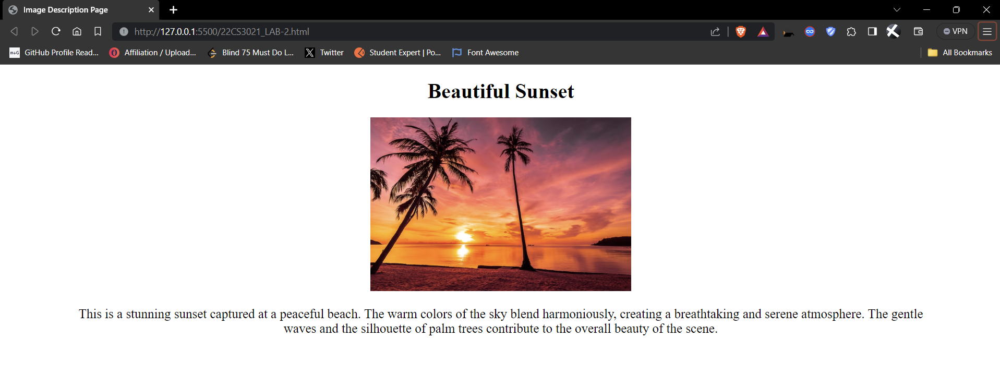 Image Description Page
http://127.0.0.1:5500/22CS3021_LAB-2.html
VPN
M↓G GitHub Profile Read... Affiliation / Upload... Blind 75 Must Do L... Twitter Student Expert | Po... Font Awesome All Bookmarks
Beautiful Sunset
This is a stunning sunset captured at a peaceful beach. The warm colors of the sky blend harmoniously, creating a breathtaking and serene atmosphere. The gentle
waves and the silhouette of palm trees contribute to the overall beauty of the scene.